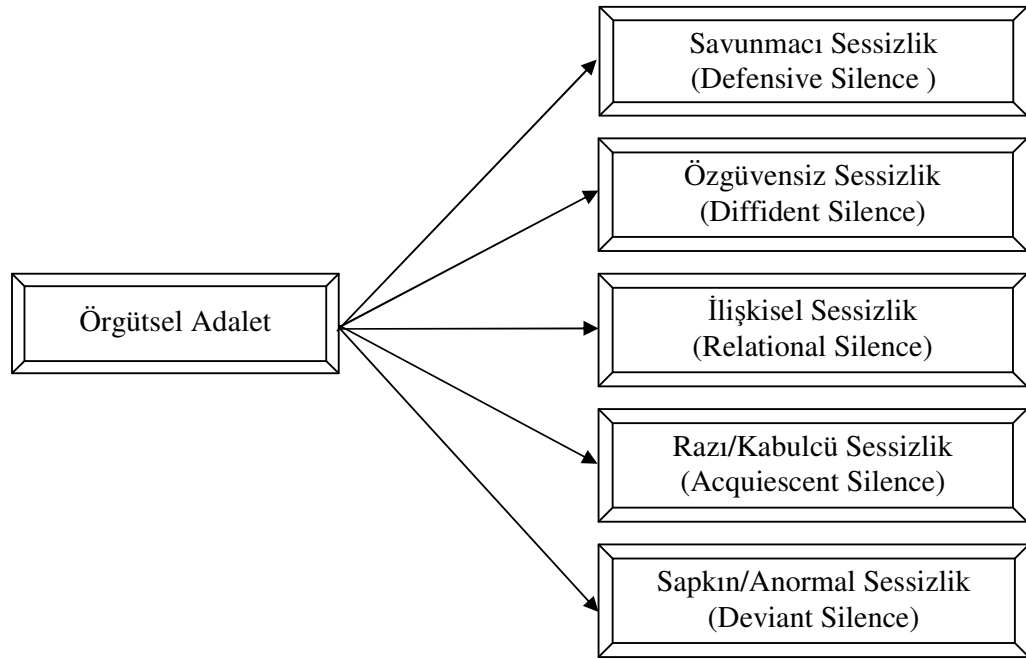 Örgütsel Adalet
Savunmacı Sessizlik
(Defensive Silence )
Özgüvensiz Sessizlik
(Diffident Silence)
İlişkisel Sessizlik
(Relational Silence)
Razı/Kabulcü Sessizlik
(Acquiescent Silence)
Sapkın/Anormal Sessizlik
(Deviant Silence)